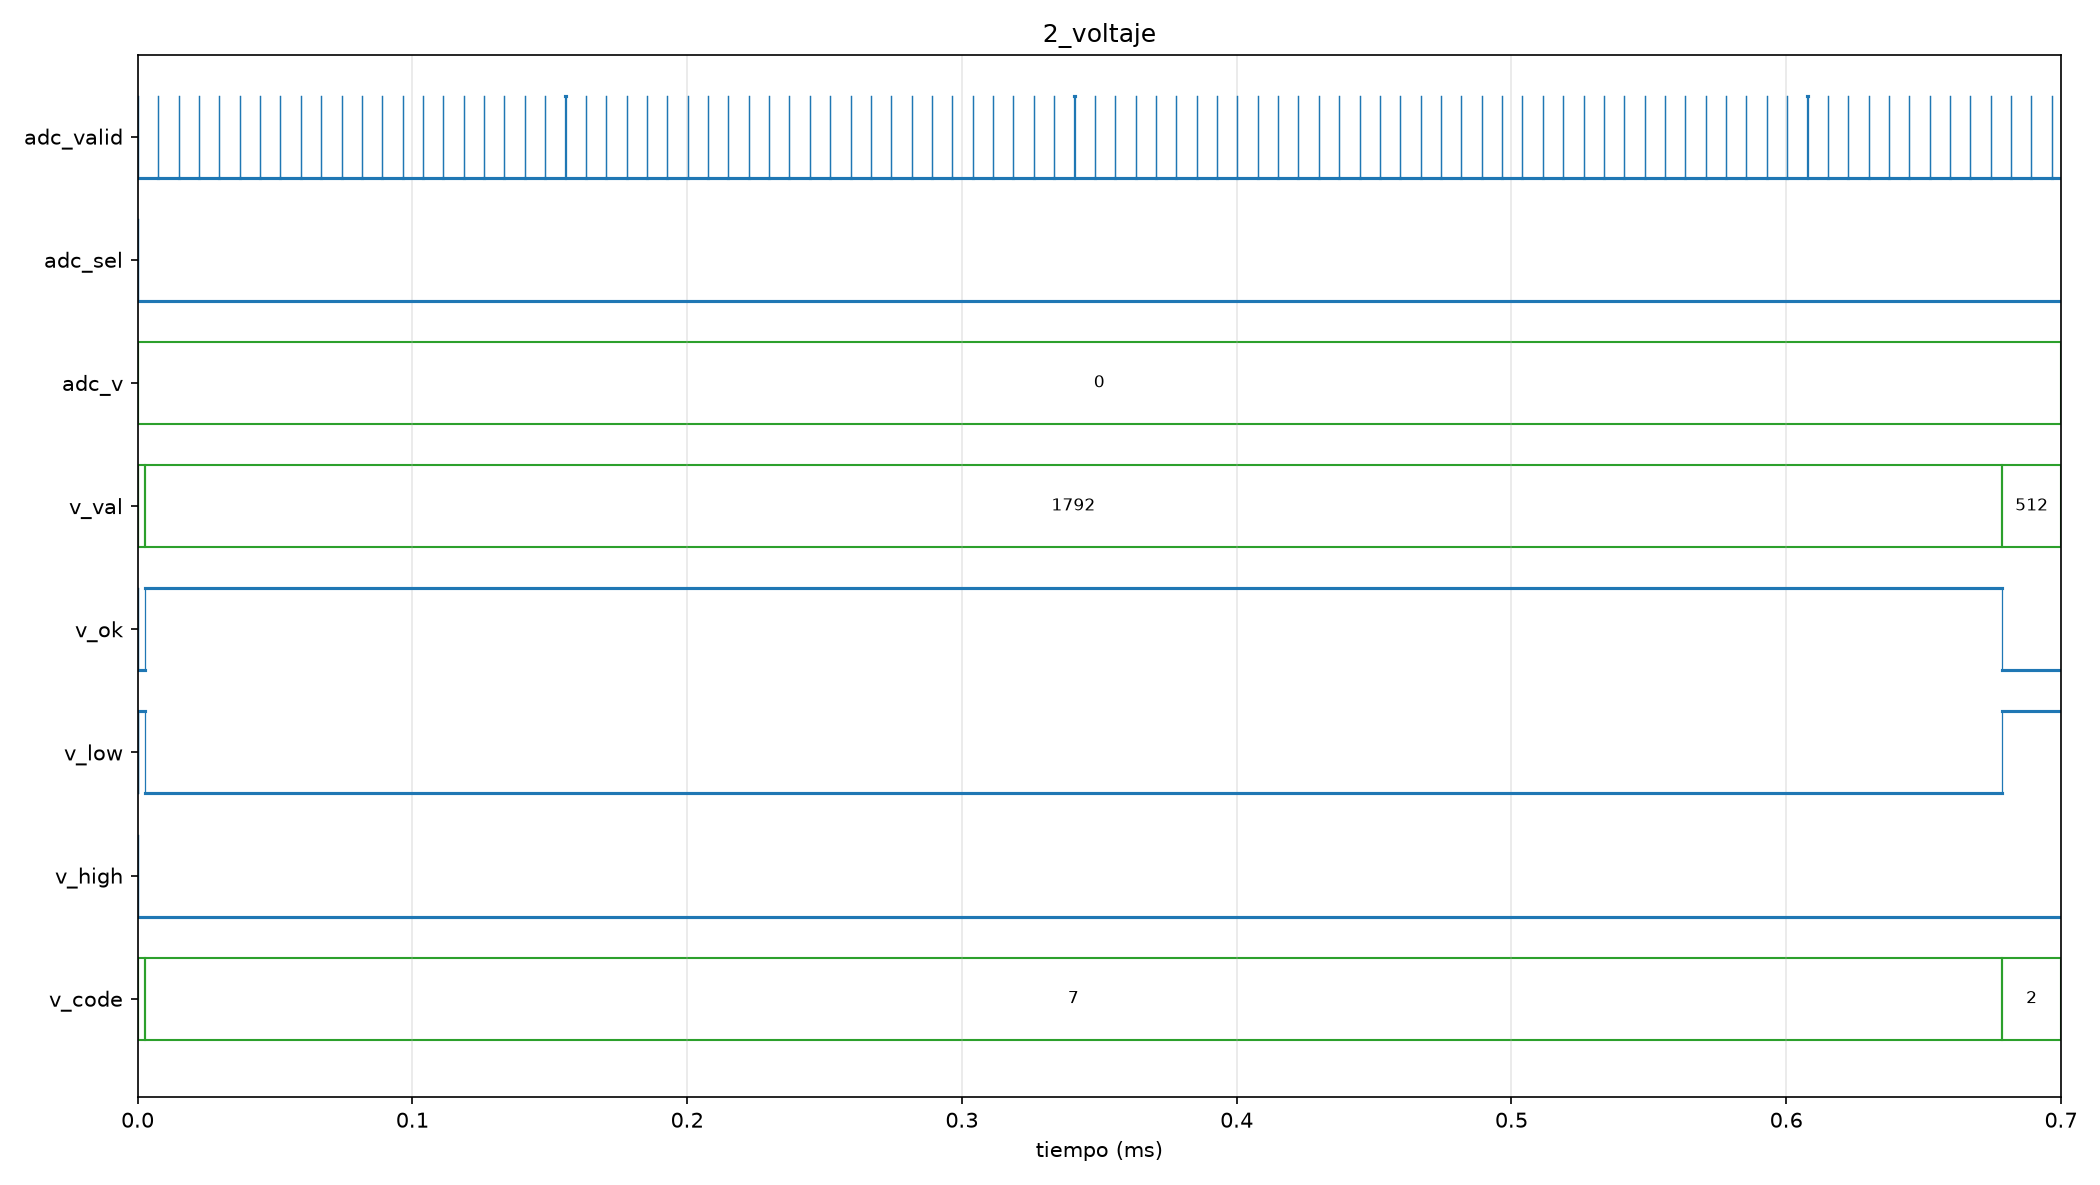 2_voltaje
adc_valid
adc_sel
adc_v
0
v_val
1792
512
v_ok
v_low
v_high
v_code
7
2
0.0
0.1
0.2
0.3
0.4
0.5
0.6
0.7
tiempo (ms)